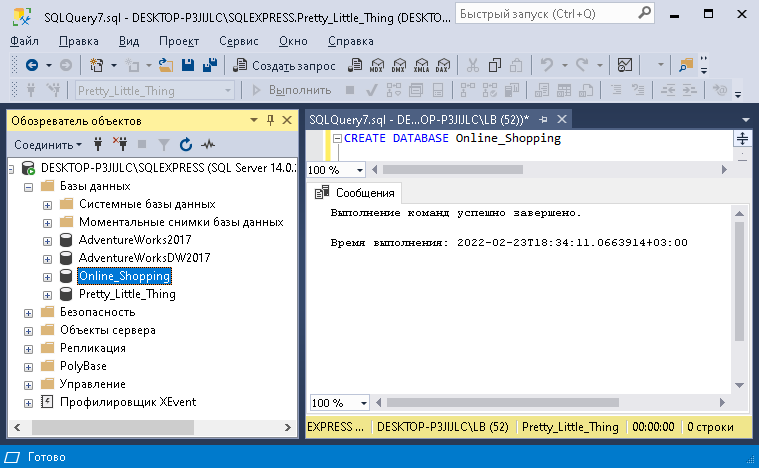 SQLQuery7.sql - DESKTOP-P3JIJLC\SQLEXPRESS.Pretty_Little_Thing (DESKTO...
Быстрый запуск (Ctrl+Q)
Файл Правка Вид Проект Сервис Окно Справка
Создать запрос MDX DMX XMLA DAX
Pretty_Little_Thing Выполнить
Обозреватель объектов
Соединить
DESKTOP-P3JIJLC\SQLEXPRESS (SQL Server 14.0.2
Базы данных
Системные базы данных
Моментальные снимки базы данных
AdventureWorks2017
AdventureWorksDW2017
Online_Shopping
Pretty_Little_Thing
Безопасность
Объекты сервера
Репликация
PolyBase
Управление
Профилировщик XEvent
SQLQuery7.sql - DE...OP-P3JIJLC\LB (52))*
CREATE DATABASE Online_Shopping
100 %
Сообщения
Выполнение команд успешно завершено.
Время выполнения: 2022-02-23T18:34:11.0663914+03:00
100 %
EXPRESS ... DESKTOP-P3JIJLC\LB (52) Pretty_Little_Thing 00:00:00 0 строки
Готово